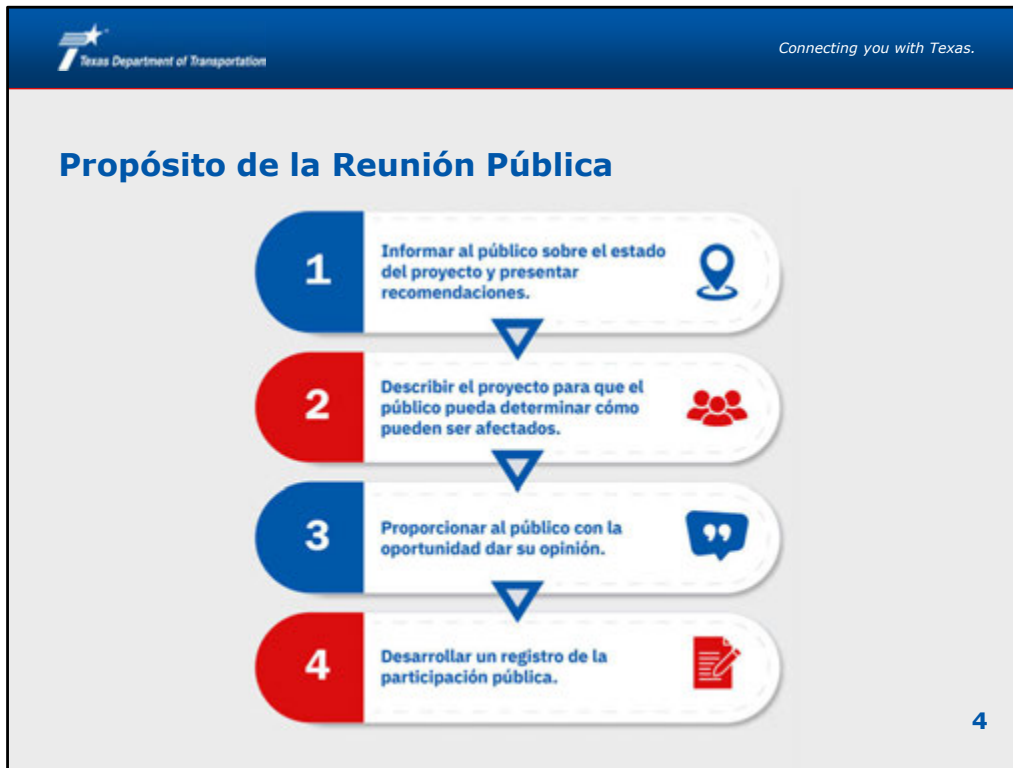 Texas Department of Transportation
Connecting you with Texas.
Propósito de la Reunión Pública
1
Informar al público sobre el estado
del proyecto y presentar
recomendaciones.
2
Describir el proyecto para que el
público pueda determinar cómo
pueden ser afectados.
3
Proporcionar al público con la
oportunidad dar su opinión.
4
Desarrollar un registro de la
participación pública.
4